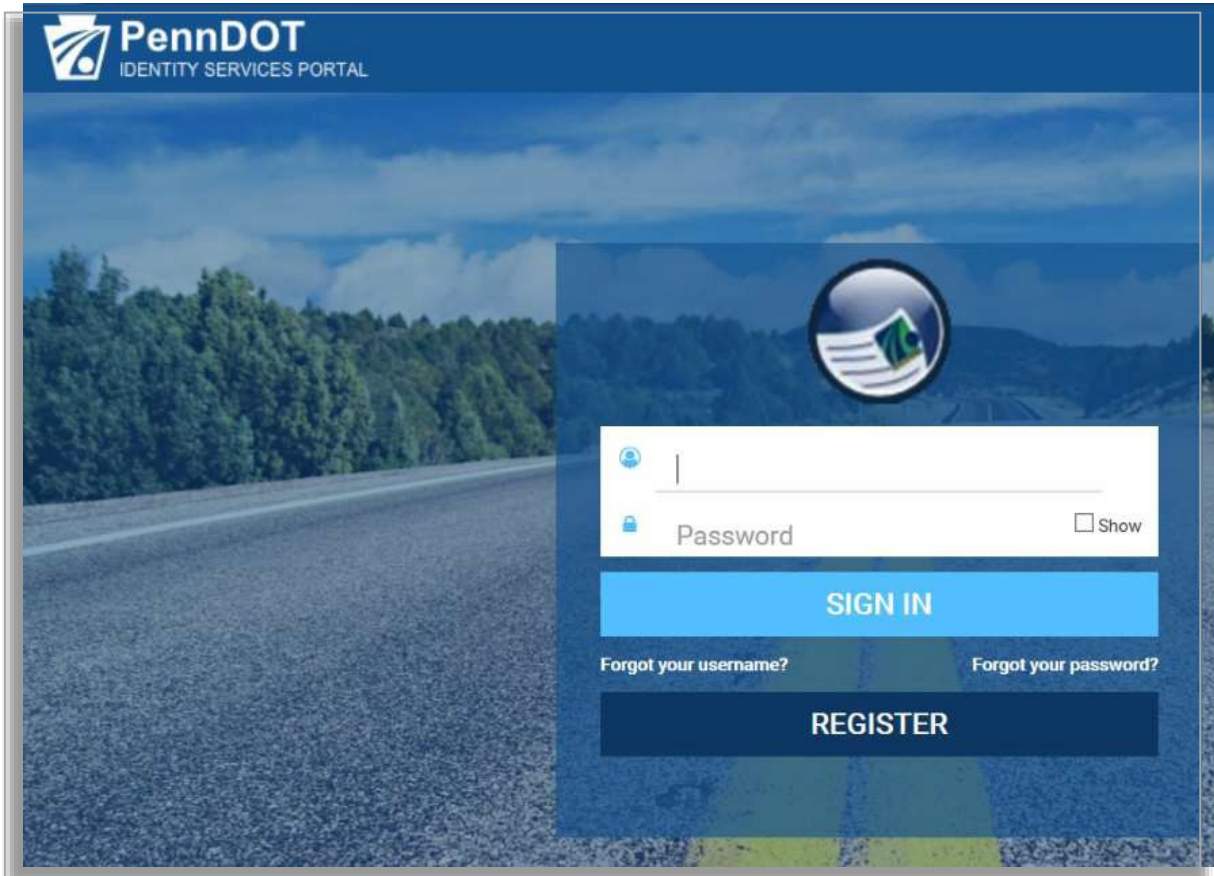 PennDOT
IDENTITY SERVICES PORTAL
Password
Show
SIGN IN
Forgot your username? Forgot your password?
REGISTER